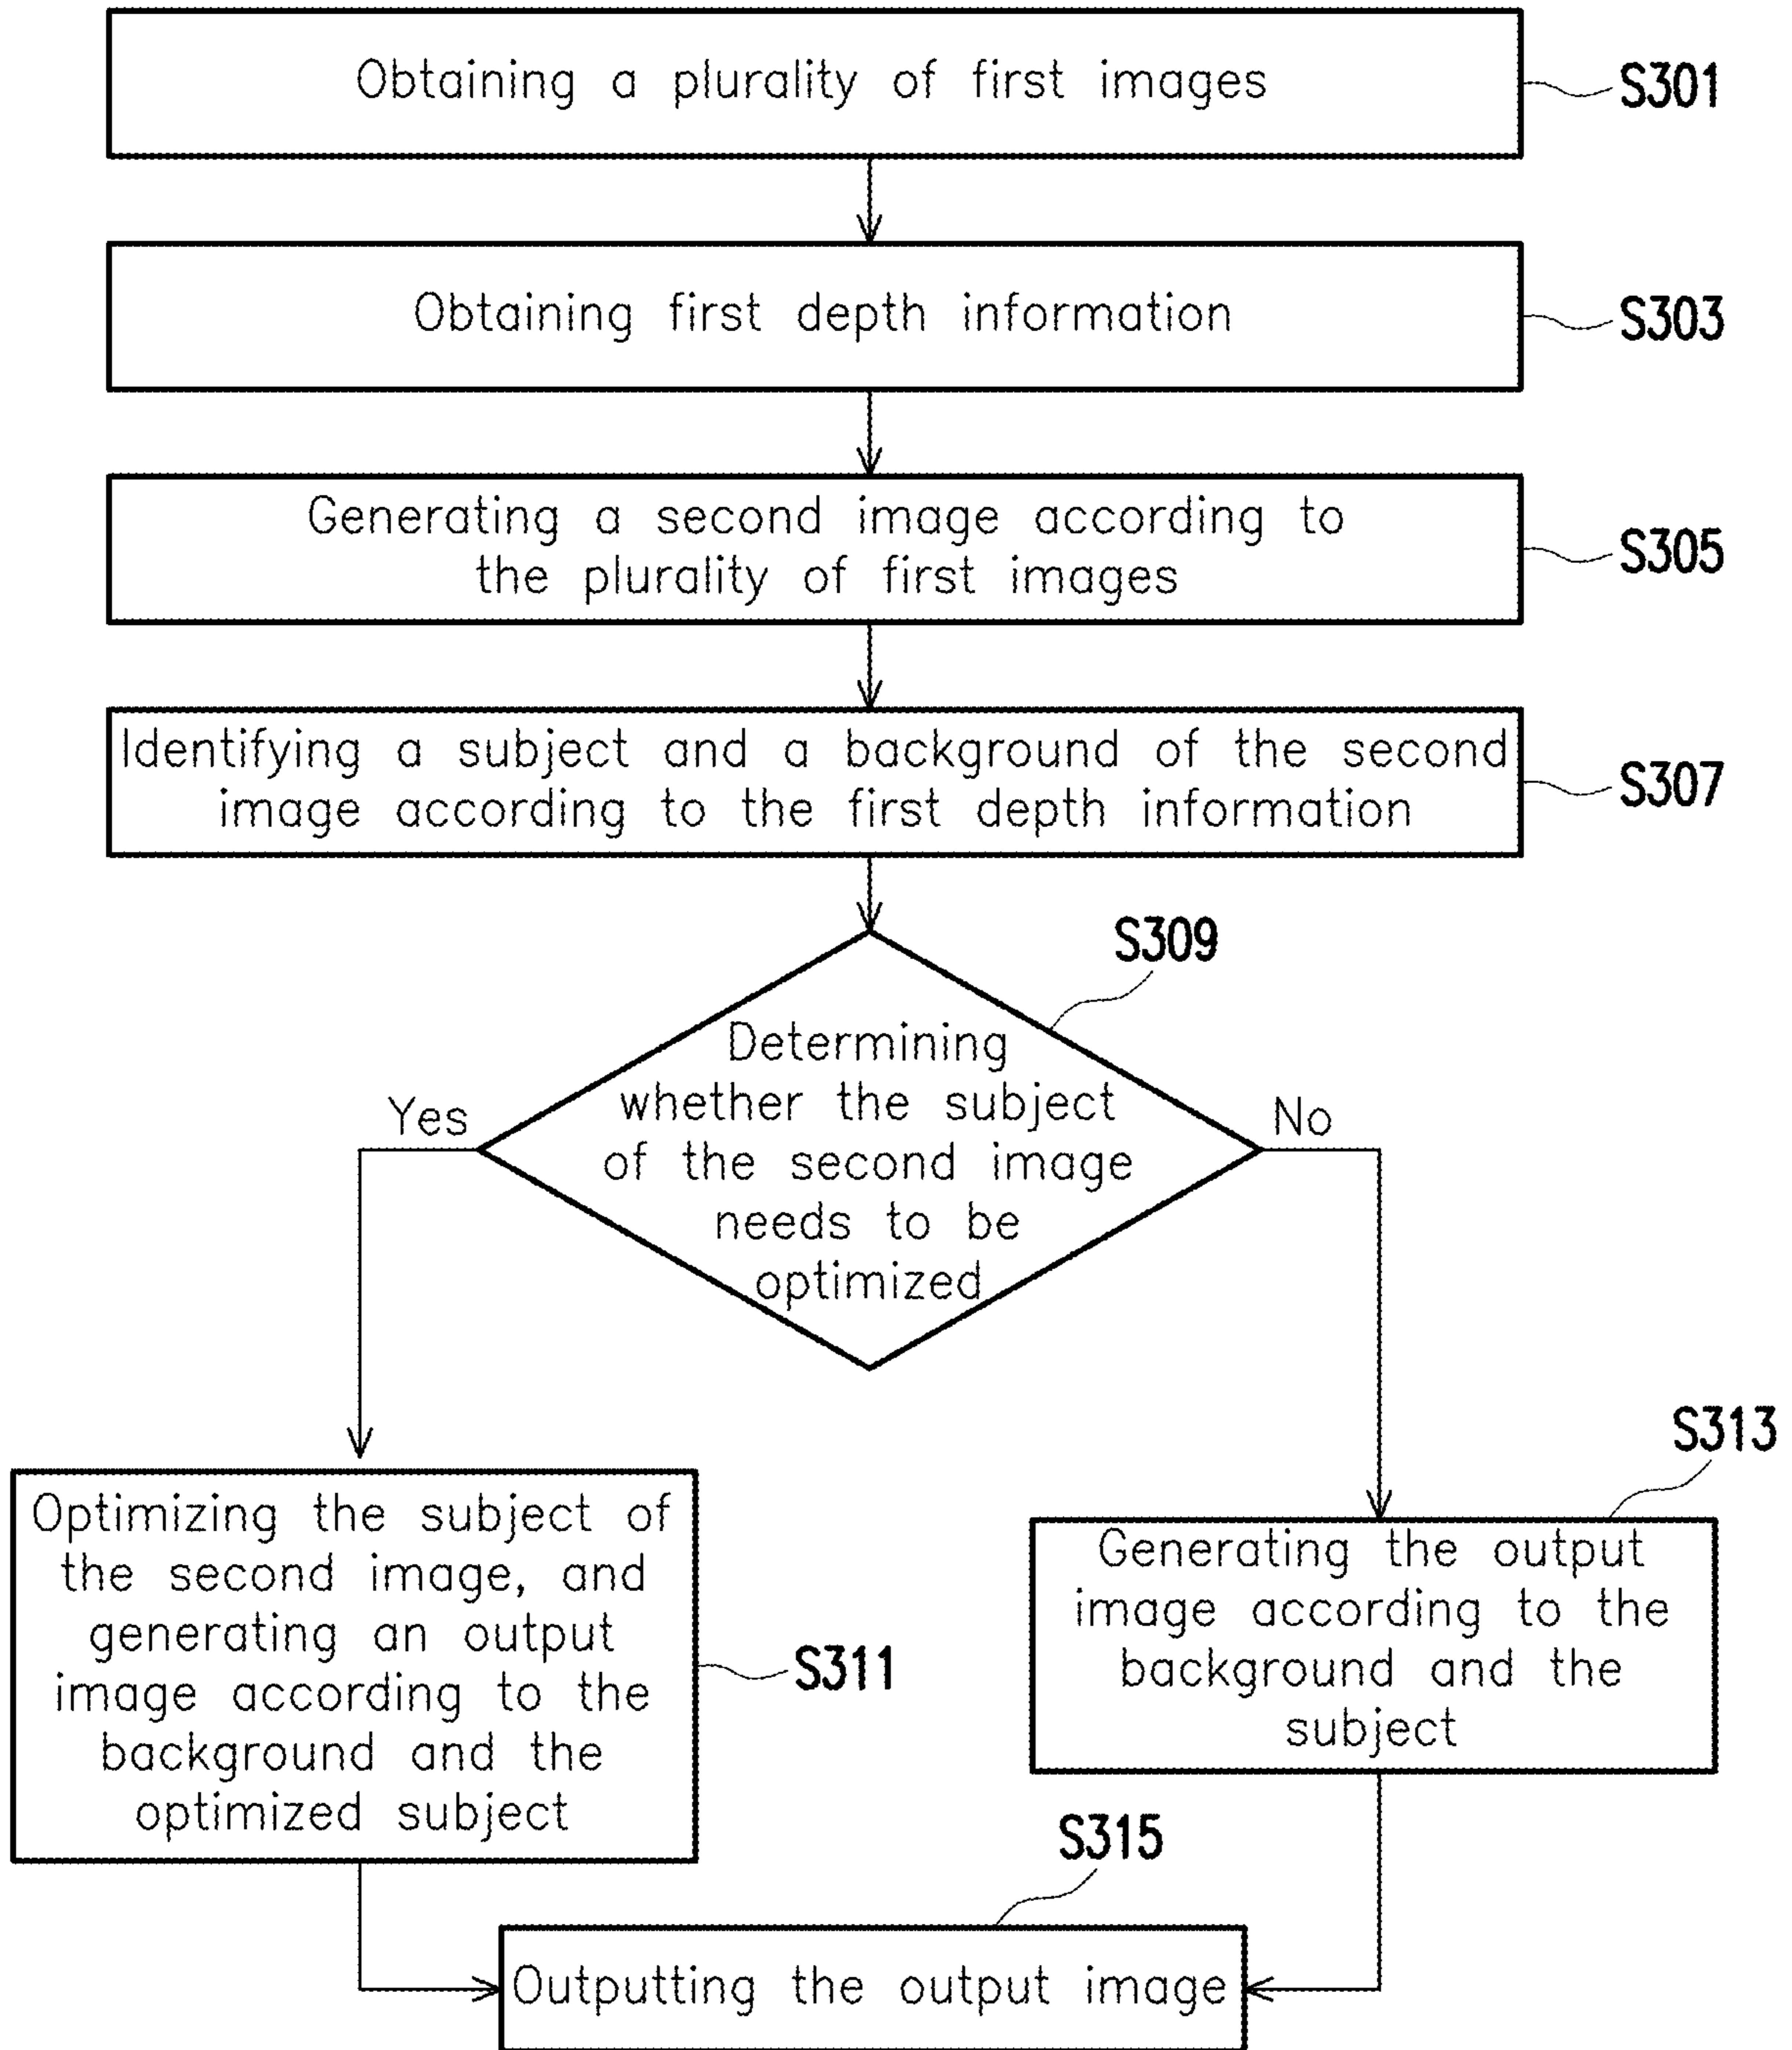 Obtaining a plurality of first images
S301
Obtaining first depth information
S303
Generating a second image according to
the plurality of first images
S305
Identifying a subject and a background of the second
image according to the first depth information
S307
S309
Determining
whether the subject
of the second image
needs to be
optimized
Yes
No
Optimizing the subject of
the second image, and
generating an output
image according to the
background and the
optimized subject
S311
S313
Generating the output
image according to the
background and the
subject
S315
Outputting the output image